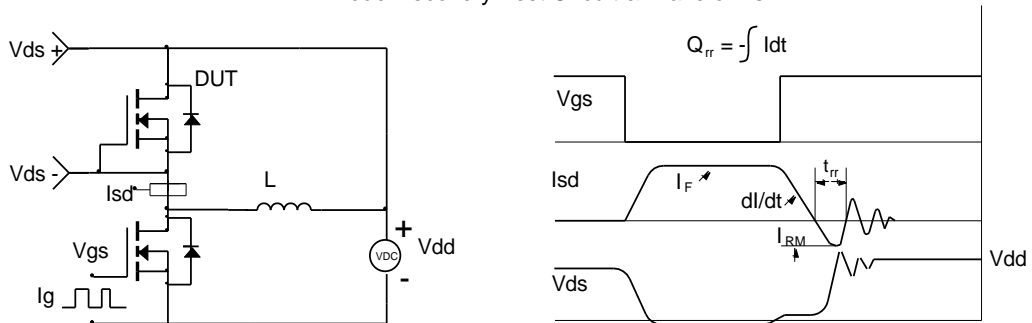 Vds +
DUT
Vds -
Isd
L
+
VDC
Vdd
-
Vgs
Ig
Qrr = -∫ Idt
Vgs
Isd
IF
dI/dt
trr
IRM
Vds
Vdd